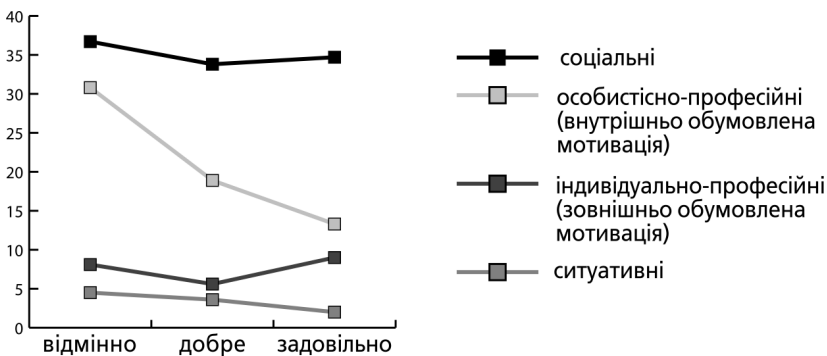 40
35
30
25
20
15
10
5
0
відмінно добре задовільно
соціальні
особистісно-професійні
(внутрішньо обумовлена
мотивація)
індивідуально-професійні
(зовнішньо обумовлена
мотивація)
ситуативні